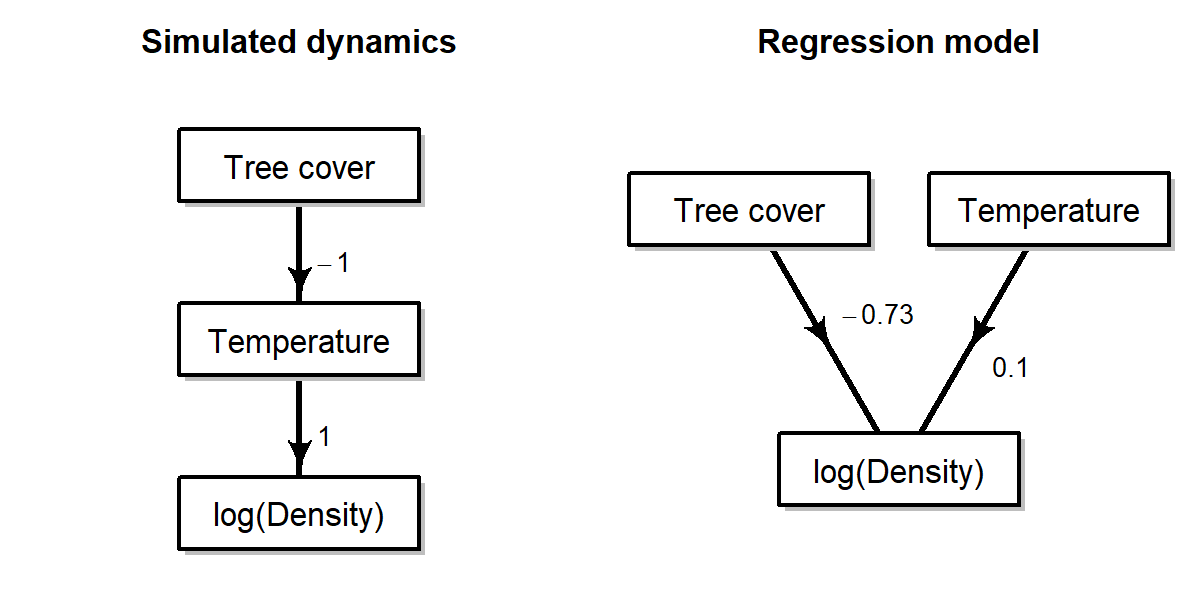 Simulated dynamics
Tree cover
−1
Temperature
1
log(Density)
Regression model
Tree cover
Temperature
−0.73
0.1
log(Density)